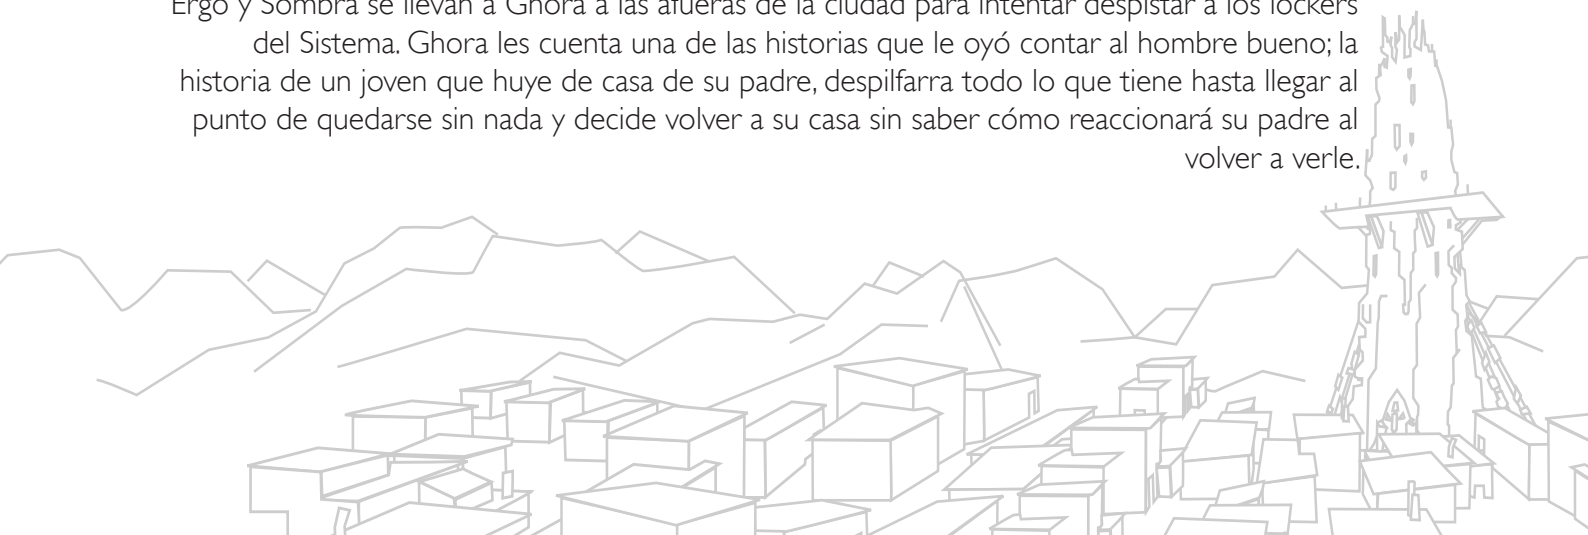 Ergo y Sombra se llevan a Ghora a las afueras de la ciudad para intentar despistar a los lockers
del Sistema. Ghora les cuenta una de las historias que le oyó contar al hombre bueno; la
historia de un joven que huye de casa de su padre, despilfarra todo lo que tiene hasta llegar al
punto de quedarse sin nada y decide volver a su casa sin saber cómo reaccionará su padre al
volver a verle.